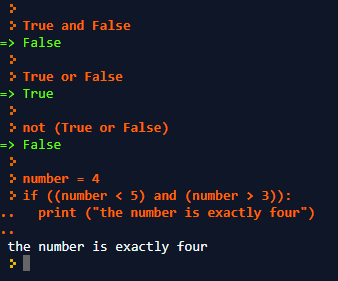 >
> True and False
=> False
>
> True or False
=> True
>
> not (True or False)
=> False
>
> number = 4
> if ((number < 5) and (number > 3)):
..   print ("the number is exactly four")
..
the number is exactly four
>